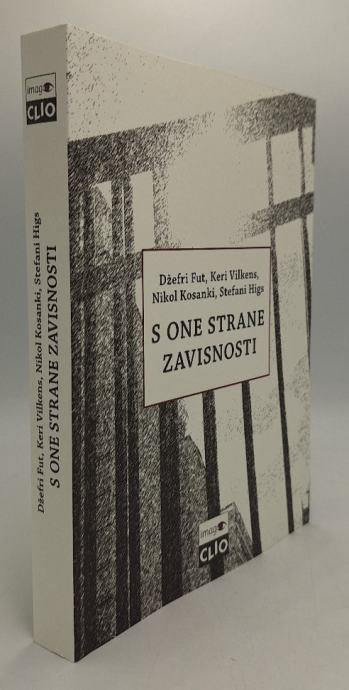 imago
CLIO
Džefri Fut, Keri Vilkens, Nikol Kosanki, Stefani Higs
S ONE STRANE ZAVISNOSTI
Džefri Fut, Keri Vilkens,
Nikol Kosanki, Stefani Higs
S ONE STRANE
ZAVISNOSTI
imago
CLIO